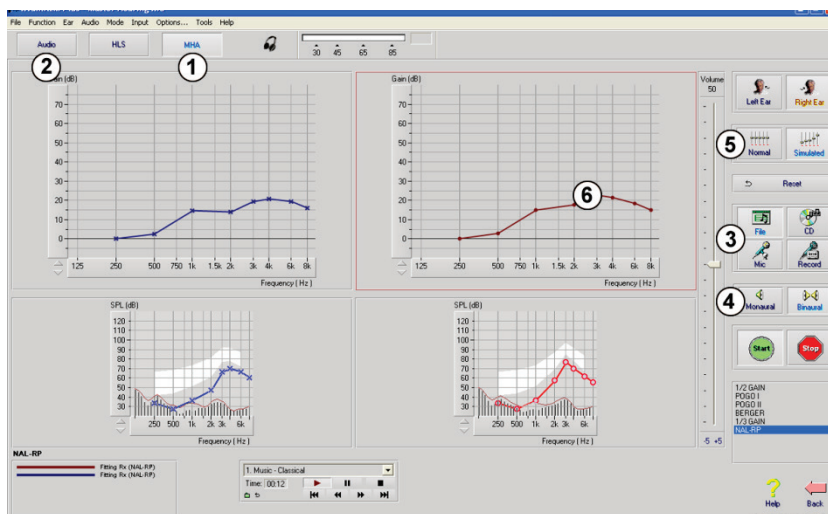 File Function Ear Audio Mode Input Options... Tools Help
Audio HLS MHA
30 45 65 85
2 1
Gain (dB)
70
60
50
40
30
20
10
0
125 250 500 750 1k 1.5k 2k 3k 4k 6k 8k
Frequency ( Hz )
Gain (dB)
70
60
50
40
30
20
10
0
6
125 250 500 750 1k 1.5k 2k 3k 4k 6k 8k
Frequency ( Hz )
Volume
50
-5 +5
Left Ear Right Ear
5
Normal Simulated
Reset
3
File CD
Mic Record
4
Monaural Binaural
Start Stop
SPL (dB)
120
110
100
90
80
70
60
50
40
30
250 500 1k 2k 3k 6k
Frequency ( Hz )
SPL (dB)
120
110
100
90
80
70
60
50
40
30
250 500 1k 2k 3k 6k
Frequency ( Hz )
1/2 GAIN
POGO I
POGO II
BERGER
1/3 GAIN
NAL-RP
NAL-RP
Fitting Rx (NAL-RP)
Fitting Rx (NAL-RP)
1. Music - Classical
Time: 00:12
Help Back